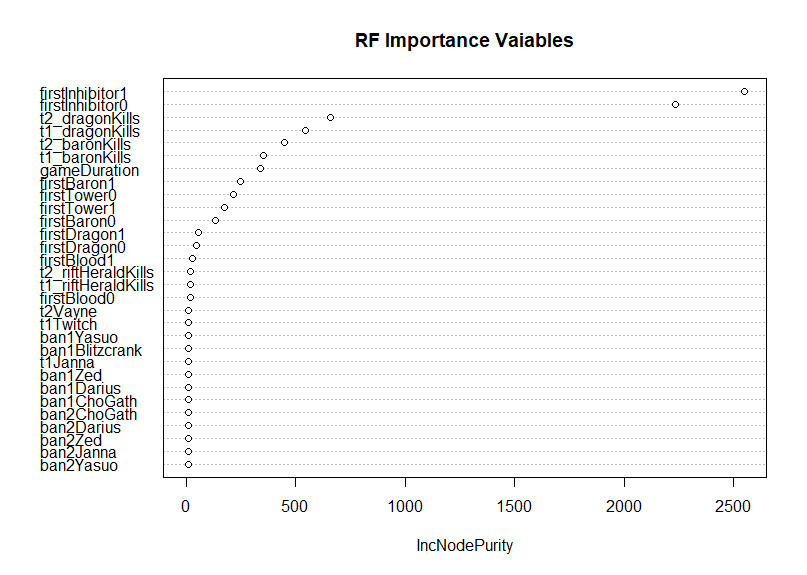 RF Importance Vaiables
firstInhibitor1
firstInhibitor0
t2_dragonKills
t1_dragonKills
t2_baronKills
t1_baronKills
gameDuration
firstBaron1
firstTower0
firstTower1
firstBaron0
firstDragon1
firstDragon0
firstBlood1
t2_riftHeraldKills
t1_riftHeraldKills
firstBlood0
t2Vayne
t1Twitch
ban1Yasuo
ban1Blitzcrank
t1Janna
ban1Zed
ban1Darius
ban1ChoGath
ban2ChoGath
ban2Darius
ban2Zed
ban2Janna
ban2Yasuo
0 500 1000 1500 2000 2500
IncNodePurity